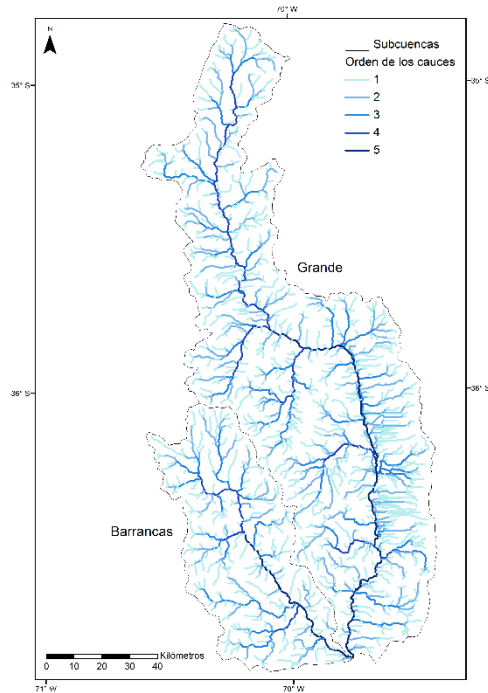 70° W
N
Subcuencas
Orden de los cauces
1
2
3
4
5
35° S
35° S
Grande
36° S
36° S
Barrancas
0 10 20 30 40 Kilómetros
71° W
70° W